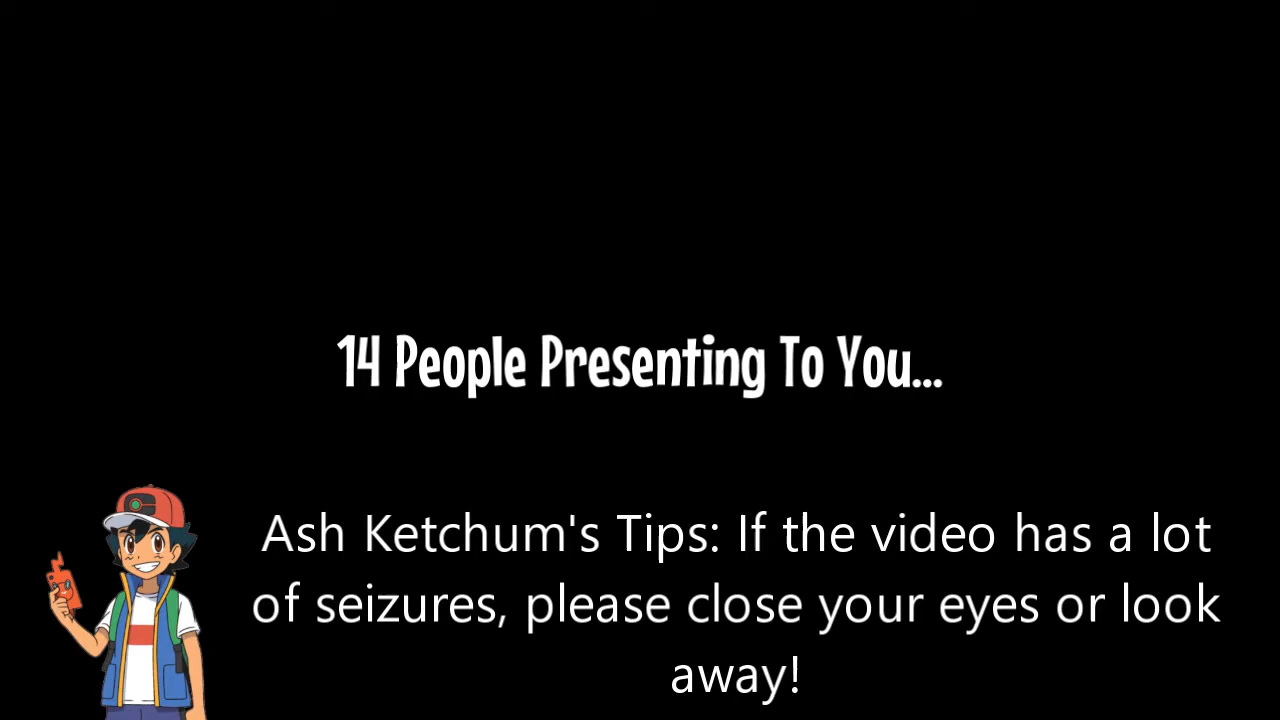 14 People Presenting To You...
Ash Ketchum's Tips: If the video has a lot
of seizures, please close your eyes or look
away!